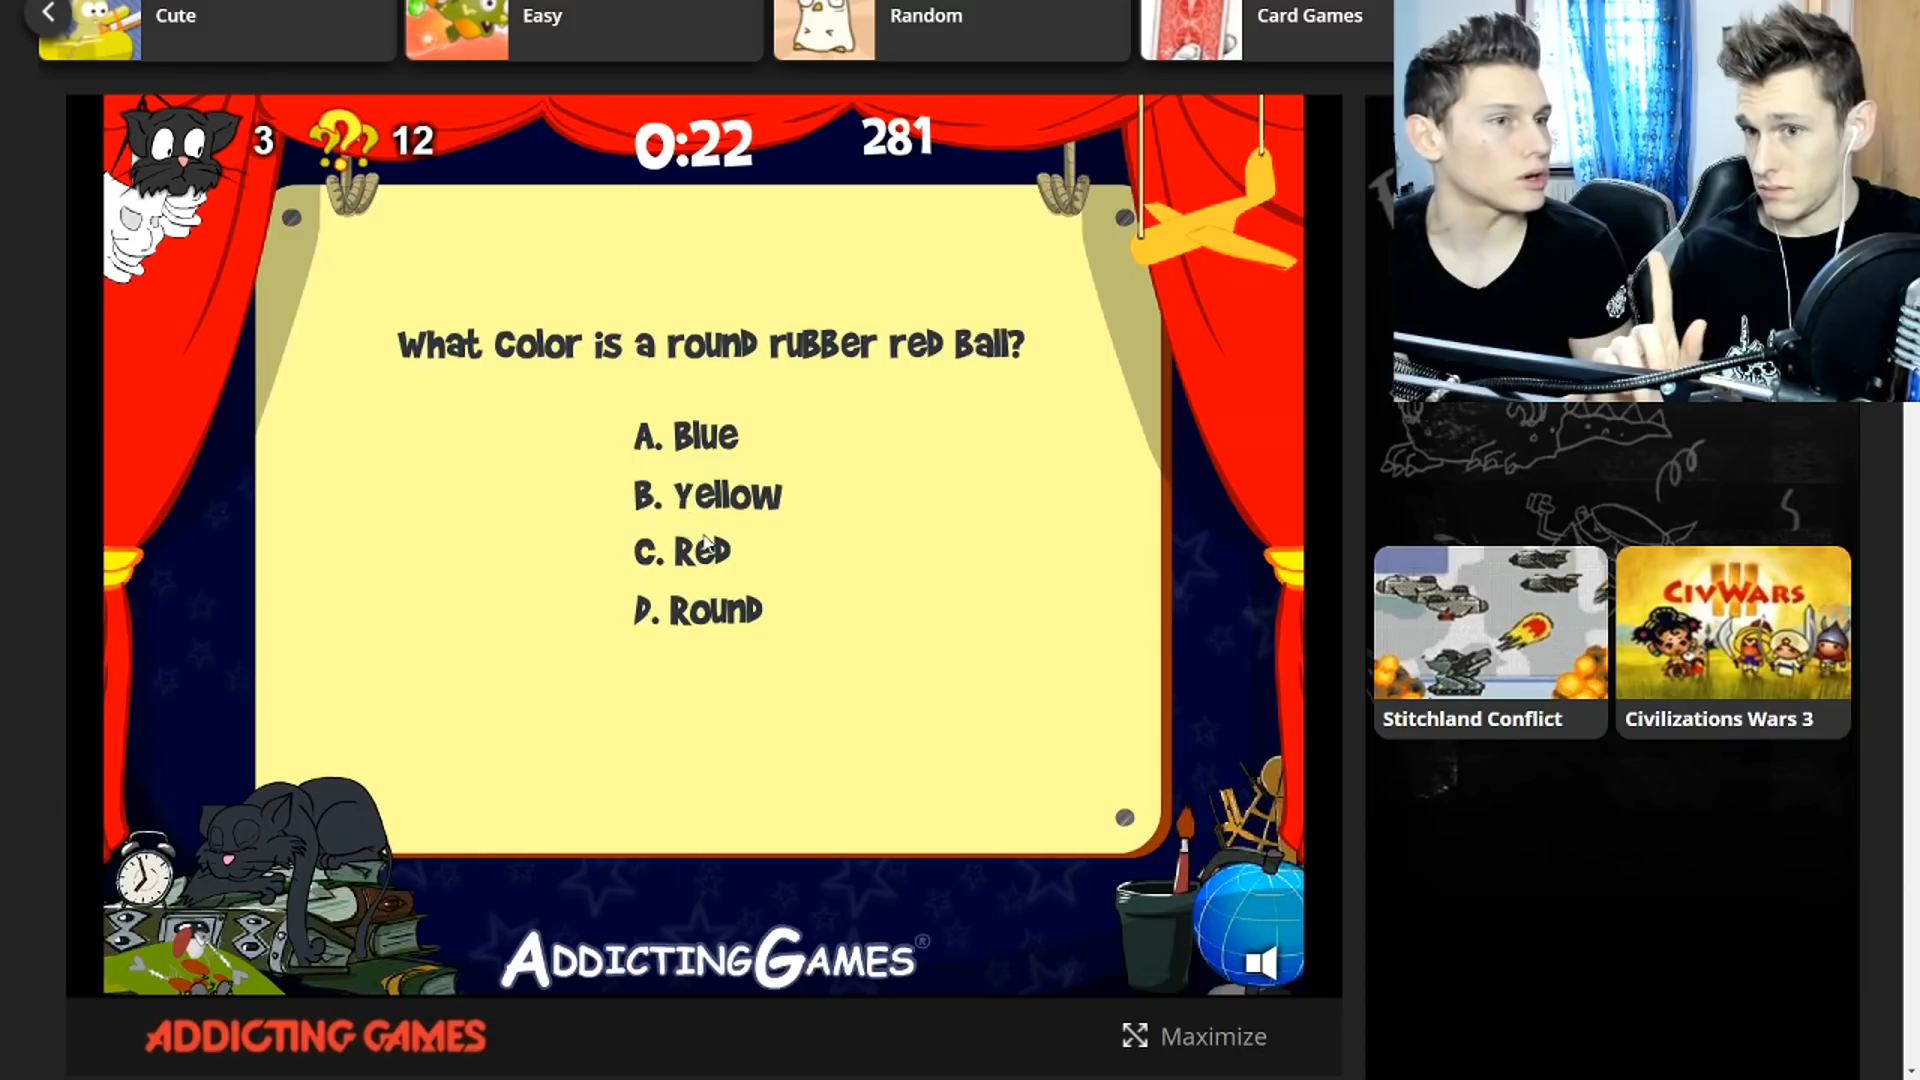 Cute
Easy
Random
Card Games
3
12
0:22
281
What color is a round rubber red ball?
A. Blue
B. Yellow
C. Red
D. Round
Stitchland Conflict
CivWars
III
Civilizations Wars 3
AddictingGames®
ADDICTING GAMES
Maximize